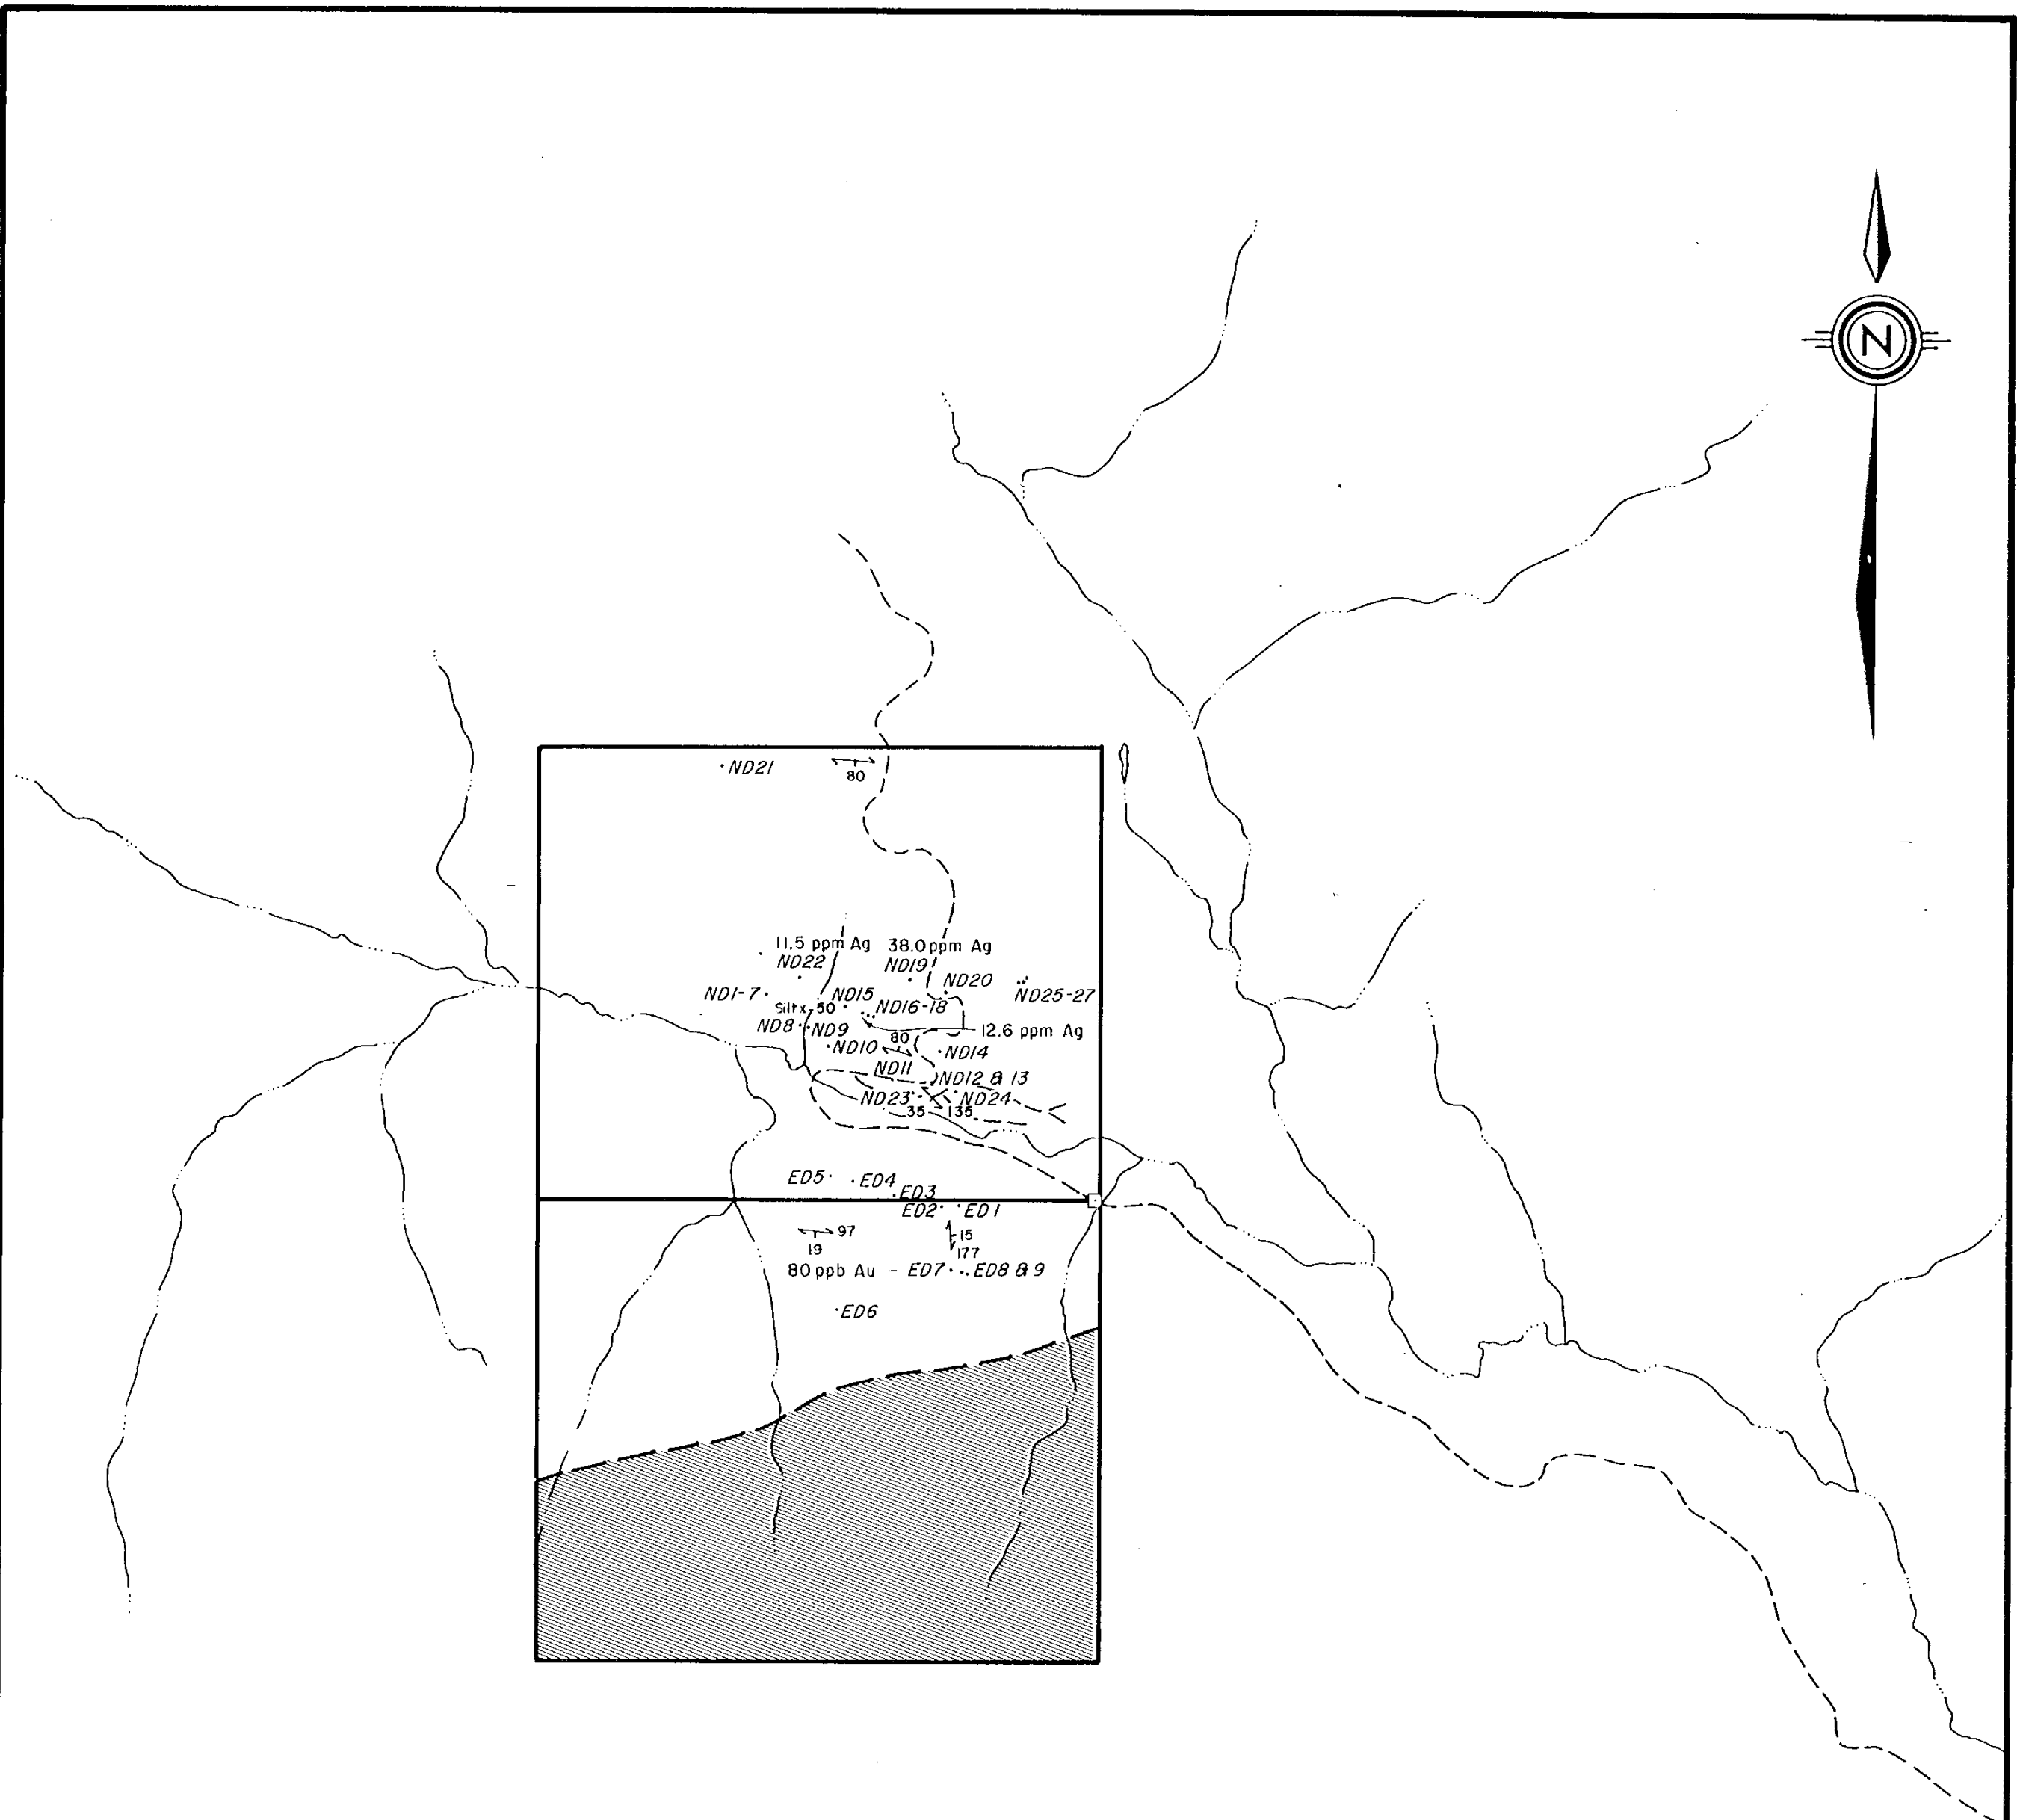 N
ND21
80
11.5 ppm Ag 38.0 ppm Ag
ND22
ND19
ND20
ND1-7
ND15
ND25-27
Silt x-50
ND16-18
ND8
ND9
12.6 ppm Ag
80
ND10
ND14
ND11
ND12 & 13
ND23
ND24
35
135
ED5
ED4
ED3
ED2
ED1
97
15
19
177
80 ppb Au - ED7
ED8 & 9
ED6